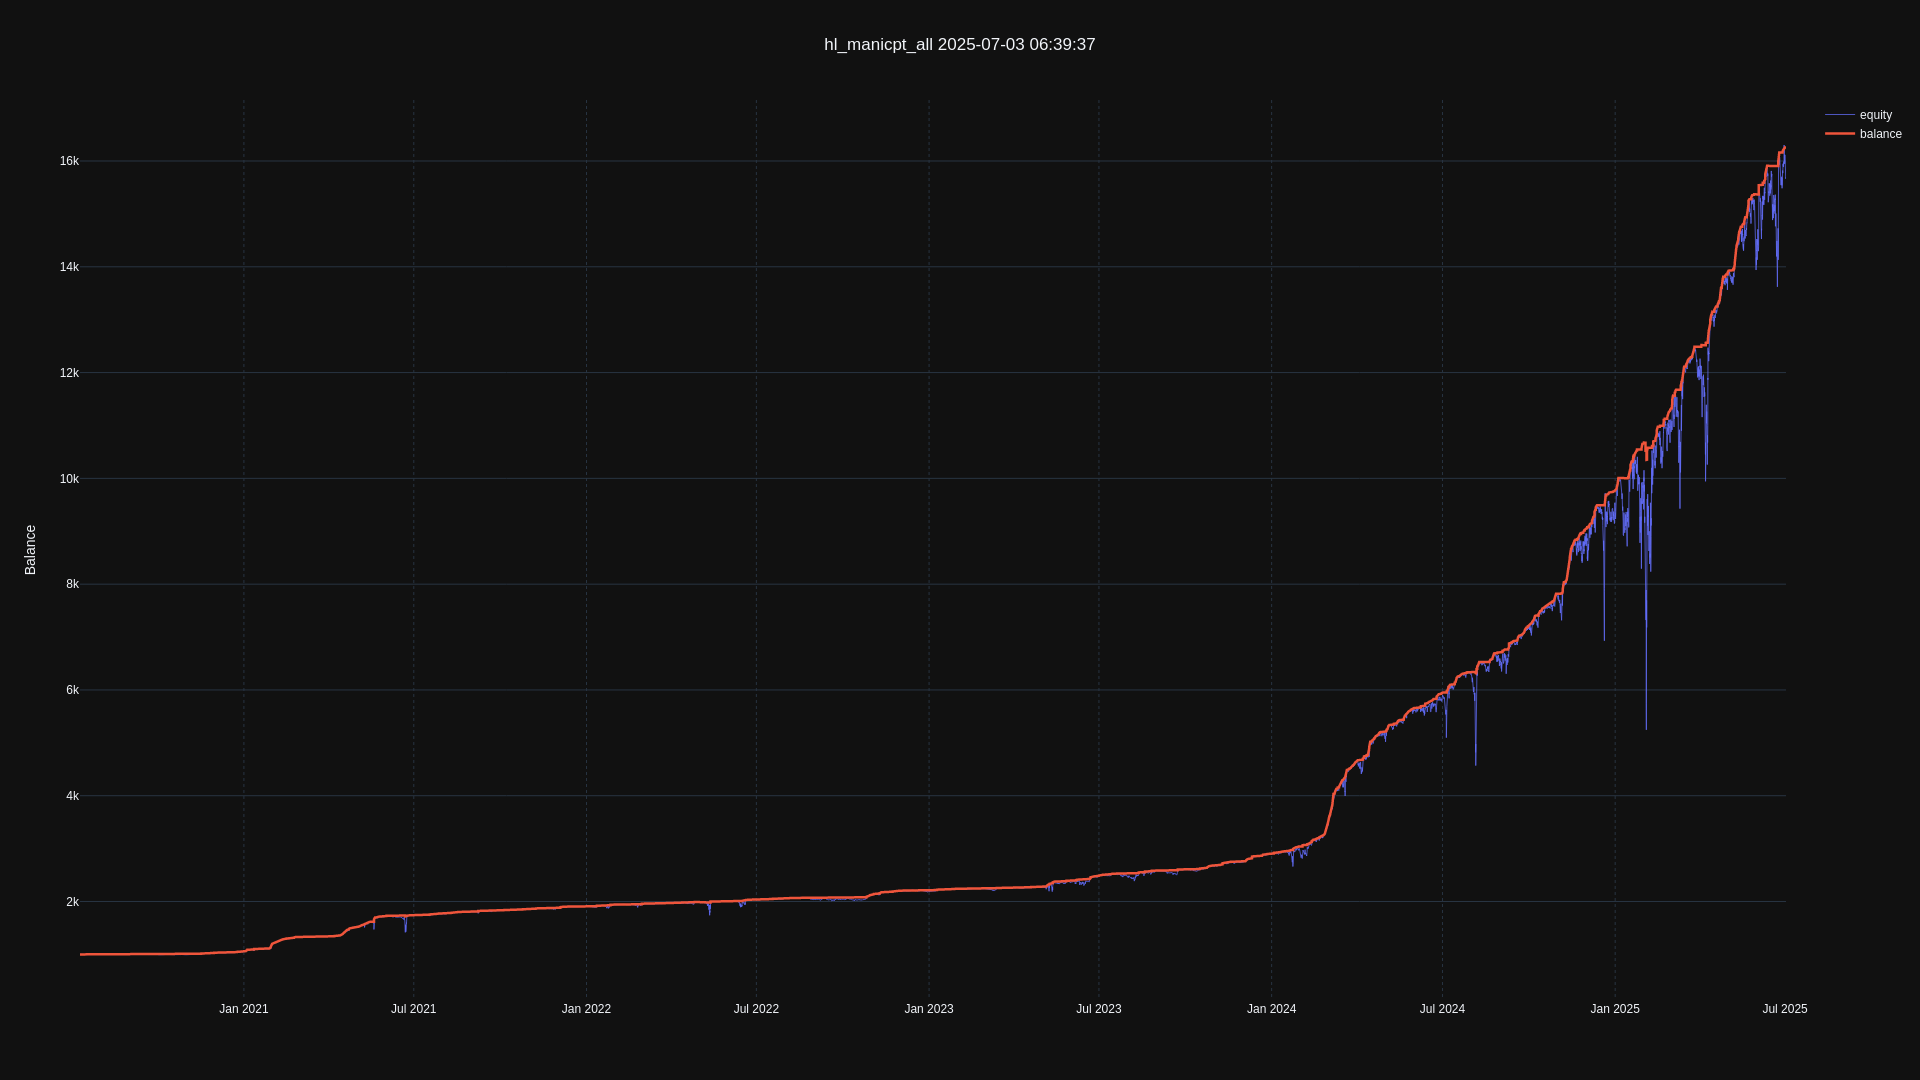 hl_manicpt_all 2025-07-03 06:39:37
equity
balance
16k
14k
12k
10k
8k
6k
4k
2k
Balance
Jan 2021
Jul 2021
Jan 2022
Jul 2022
Jan 2023
Jul 2023
Jan 2024
Jul 2024
Jan 2025
Jul 2025